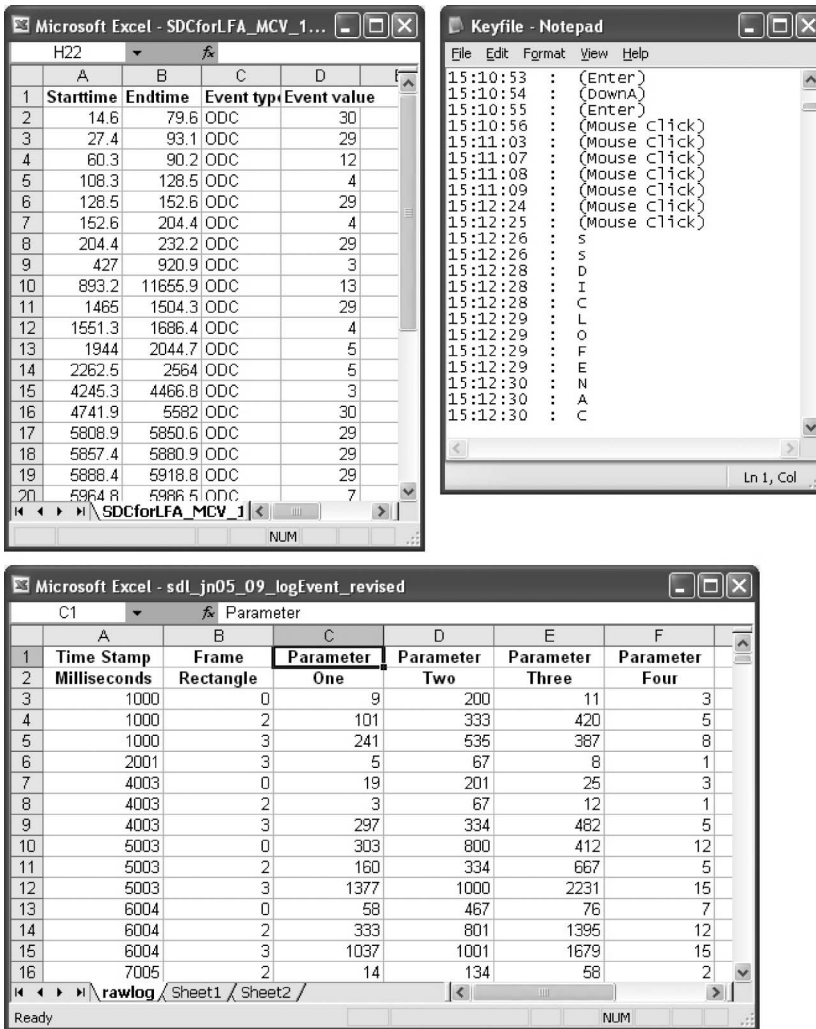 Microsoft Excel - SDCforLFA_MCV_1...
H22 fx
A B C D
1 Starttime Endtime Event type Event value
2 14.6 79.6 ODC 30
3 27.4 93.1 ODC 29
4 60.3 90.2 ODC 12
5 108.3 128.5 ODC 4
6 128.5 152.6 ODC 29
7 152.6 204.4 ODC 4
8 204.4 232.2 ODC 29
9 427 920.9 ODC 3
10 893.2 11655.9 ODC 13
11 1465 1504.3 ODC 29
12 1551.3 1686.4 ODC 4
13 1944 2044.7 ODC 5
14 2262.5 2564 ODC 5
15 4245.3 4466.8 ODC 3
16 4741.9 5582 ODC 30
17 5808.9 5850.6 ODC 29
18 5857.4 5880.9 ODC 29
19 5888.4 5918.8 ODC 29
20 5964.8 5986.5 ODC 7
SDCforLFA_MCV_1
NUM
Keyfile - Notepad
File Edit Format View Help
15:10:53 : (Enter)
15:10:54 : (DownA)
15:10:55 : (Enter)
15:10:56 : (Mouse Click)
15:11:03 : (Mouse Click)
15:11:07 : (Mouse Click)
15:11:08 : (Mouse Click)
15:11:09 : (Mouse Click)
15:12:24 : (Mouse Click)
15:12:25 : (Mouse Click)
15:12:26 : S
15:12:26 : S
15:12:28 : D
15:12:28 : I
15:12:28 : C
15:12:29 : L
15:12:29 : O
15:12:29 : F
15:12:29 : E
15:12:30 : N
15:12:30 : A
15:12:30 : C
Ln 1, Col
Microsoft Excel - sdl_jn05_09_logEvent_revised
C1 fx Parameter
A B C D E F
1 Time Stamp Frame Parameter Parameter Parameter Parameter
2 Milliseconds Rectangle One Two Three Four
3 1000 0 9 200 11 3
4 1000 2 101 333 420 5
5 1000 3 241 535 387 8
6 2001 3 5 67 8 1
7 4003 0 19 201 25 3
8 4003 2 3 67 12 1
9 4003 3 297 334 482 5
10 5003 0 303 800 412 12
11 5003 2 160 334 667 5
12 5003 3 1377 1000 2231 15
13 6004 0 58 467 76 7
14 6004 2 333 801 1395 12
15 6004 3 1037 1001 1679 15
16 7005 2 14 134 58 2
rawlog / Sheet1 / Sheet2 /
Ready NUM